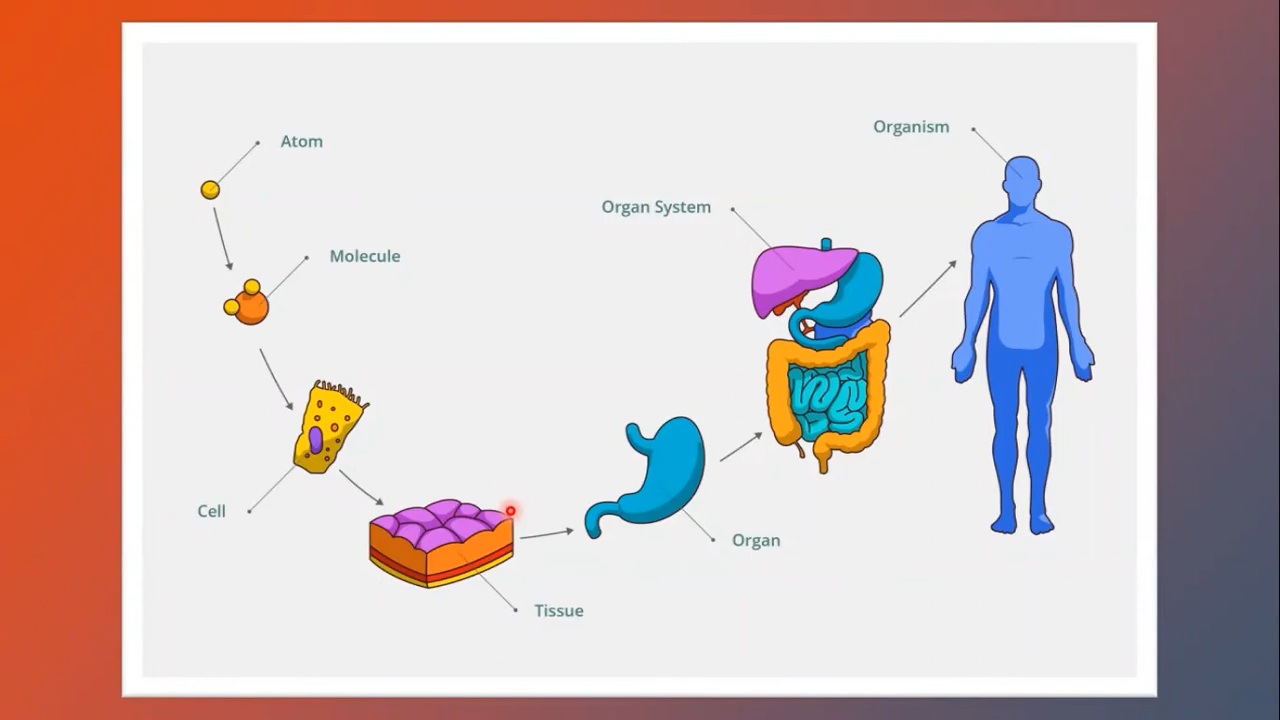 Atom
Molecule
Cell
Tissue
Organ
Organ System
Organism